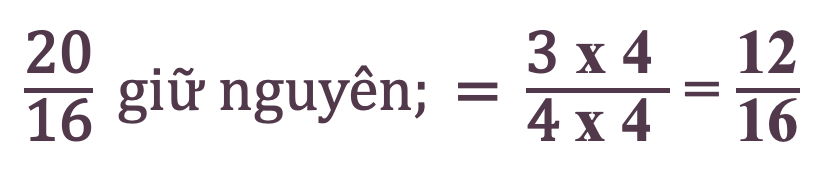 20/16 giữ nguyên; = 3 x 4 / 4 x 4 = 12/16